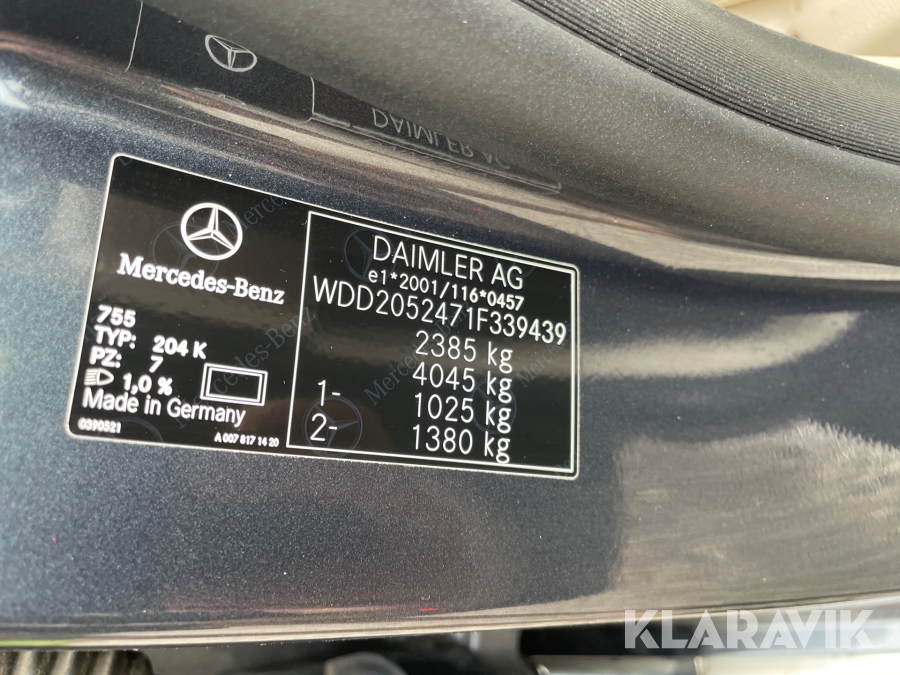 DAIMLER AG
Mercedes-Benz
755
TYP: 204 K
PZ: 7
1,0 %
Made in Germany
0390521
A 007 817 14 20
DAIMLER AG
e1*2001/116*0457
WDD2052471F339439
2385 kg
4045 kg
1- 1025 kg
2- 1380 kg
KLARAVIK